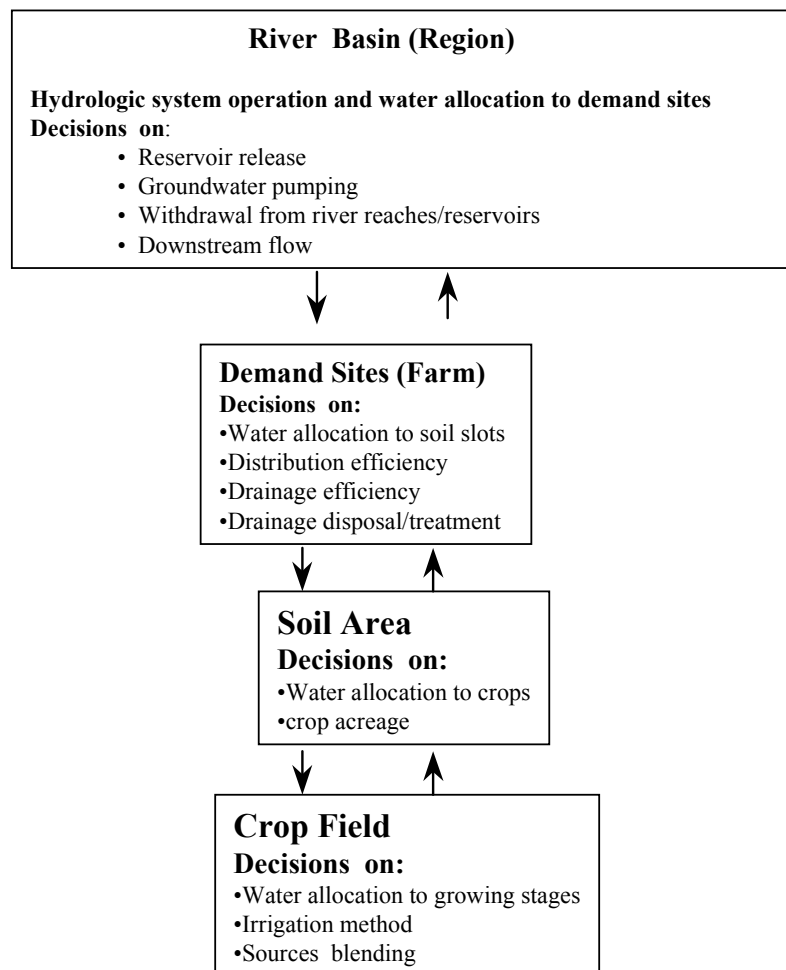 River Basin (Region)
Hydrologic system operation and water allocation to demand sites
Decisions on:
• Reservoir release
• Groundwater pumping
• Withdrawal from river reaches/reservoirs
• Downstream flow
Demand Sites (Farm)
Decisions on:
•Water allocation to soil slots
•Distribution efficiency
•Drainage efficiency
•Drainage disposal/treatment
Soil Area
Decisions on:
•Water allocation to crops
•crop acreage
Crop Field
Decisions on:
•Water allocation to growing stages
•Irrigation method
•Sources blending